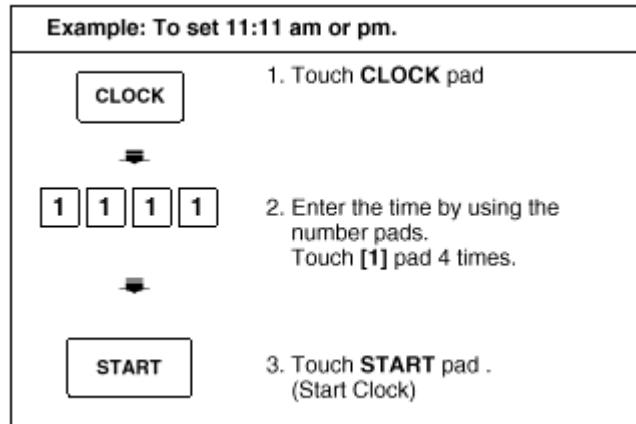 Example: To set 11:11 am or pm.
CLOCK
1. Touch CLOCK pad
1 1 1 1
2. Enter the time by using the
number pads.
Touch [1] pad 4 times.
START
3. Touch START pad .
(Start Clock)